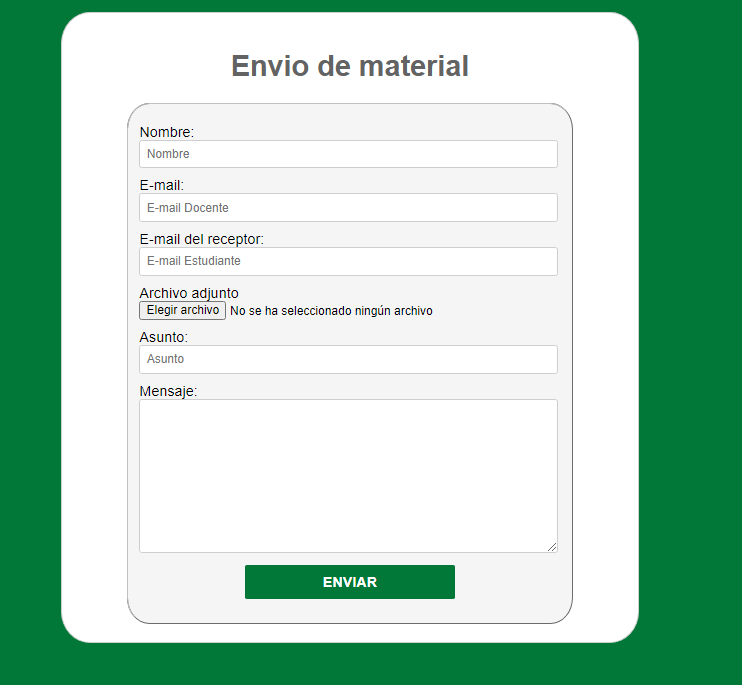 Envio de material
Nombre:
Nombre
E-mail:
E-mail Docente
E-mail del receptor:
E-mail Estudiante
Archivo adjunto
Elegir archivo No se ha seleccionado ningún archivo
Asunto:
Asunto
Mensaje:
ENVIAR